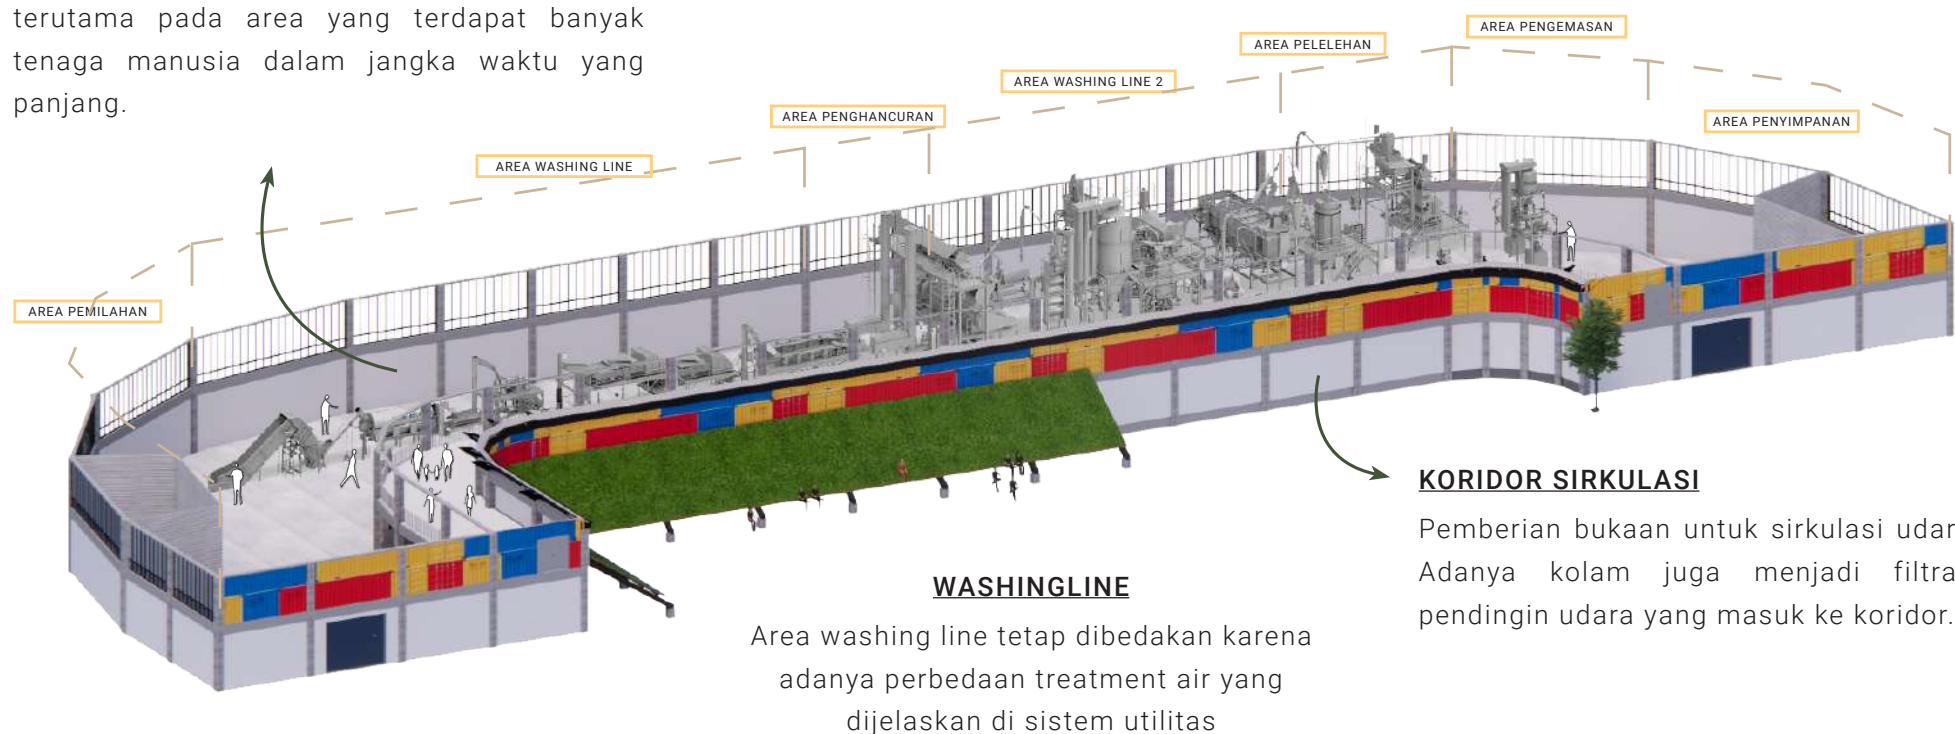 terutama pada area yang terdapat banyak
tenaga manusia dalam jangka waktu yang
panjang.
AREA PEMILAHAN
AREA WASHING LINE
AREA PENGHANCURAN
AREA WASHING LINE 2
AREA PELELEHAN
AREA PENGEMASAN
AREA PENYIMPANAN
WASHINGLINE
Area washing line tetap dibedakan karena
adanya perbedaan treatment air yang
dijelaskan di sistem utilitas
KORIDOR SIRKULASI
Pemberian bukaan untuk sirkulasi udar
Adanya kolam juga menjadi filtra
pendingin udara yang masuk ke koridor.